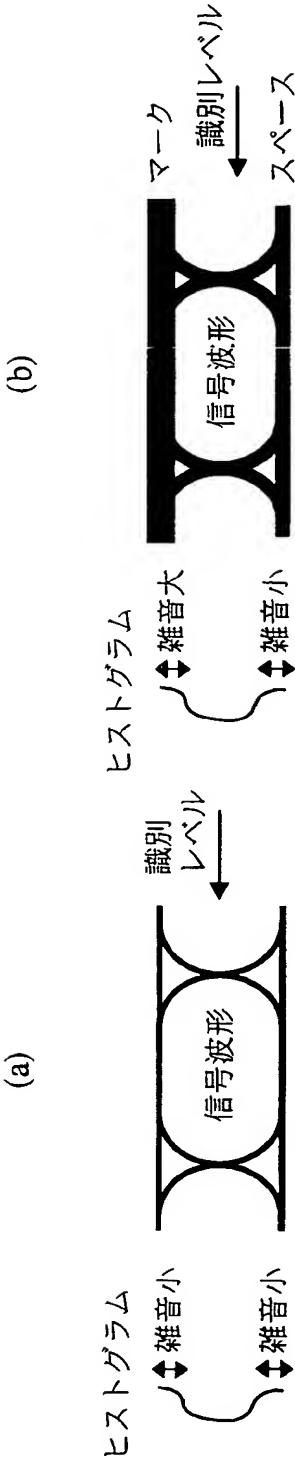 (a)
ヒストグラム
雑音小
雑音小
信号波形
識別
レベル
(b)
ヒストグラム
雑音大
雑音小
信号波形
マーク
識別レベル
スペース